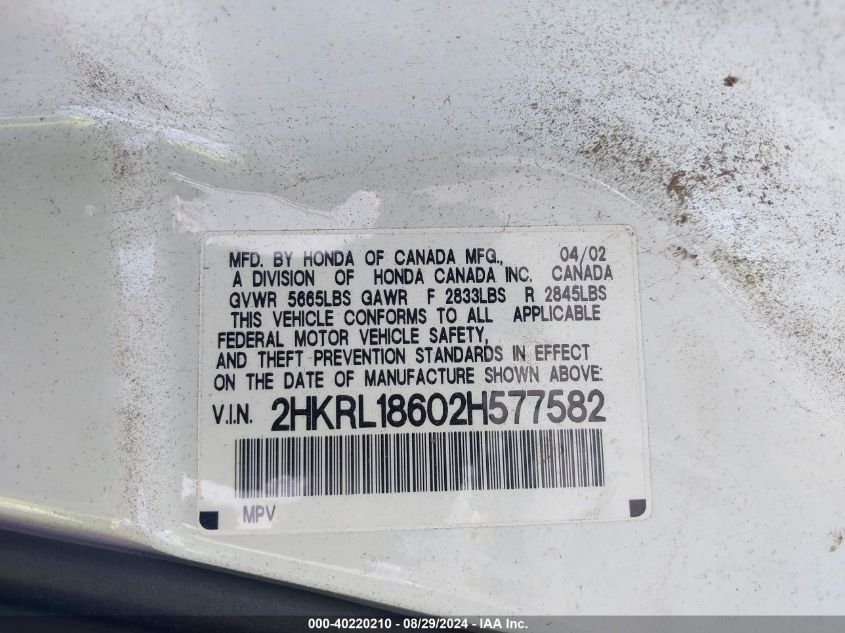 MFD. BY HONDA OF CANADA MFG., 04/02
A DIVISION OF HONDA CANADA INC. CANADA
GVWR 5665LBS GAWR F 2833LBS R 2845LBS
THIS VEHICLE CONFORMS TO ALL APPLICABLE
FEDERAL MOTOR VEHICLE SAFETY,
AND THEFT PREVENTION STANDARDS IN EFFECT
ON THE DATE OF MANUFACTURE SHOWN ABOVE:
V.I.N. 2HKRL18602H577582
MPV
000-40220210 - 08/29/2024 - IAA Inc.